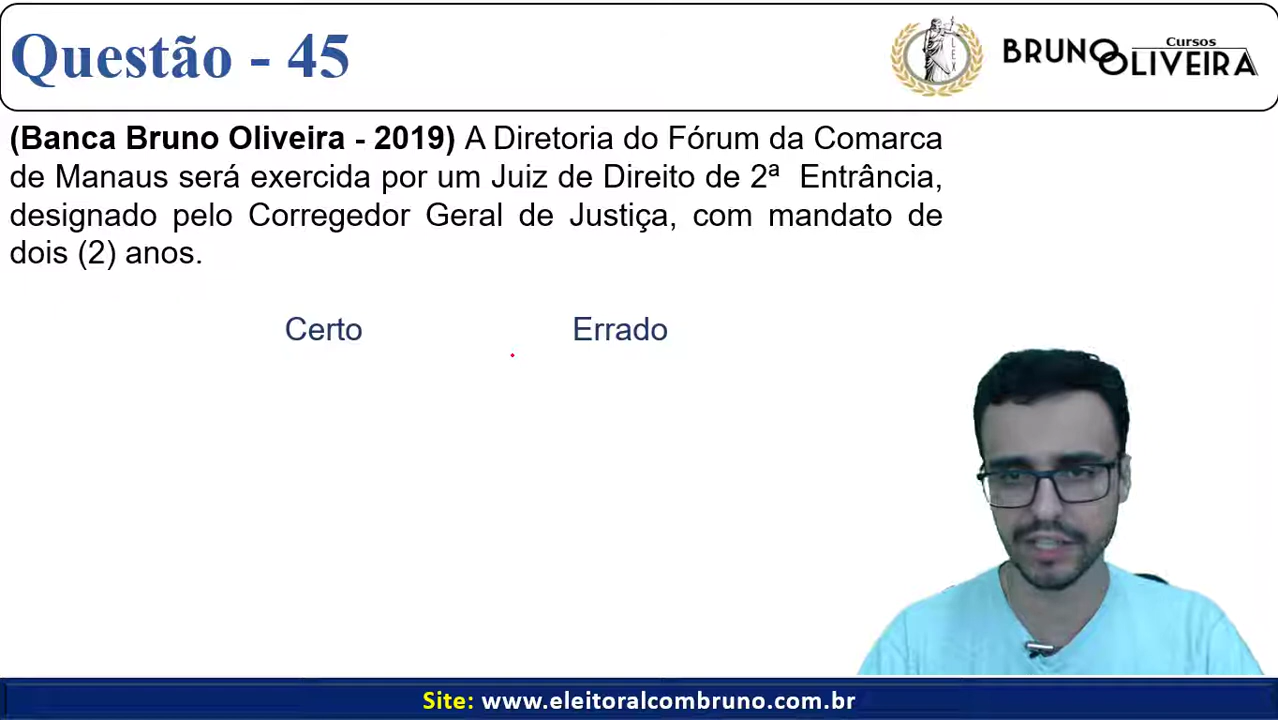 Questão - 45
Cursos
BRUNO
OLIVEIRA
LEX
(Banca Bruno Oliveira - 2019) A Diretoria do Fórum da Comarca
de Manaus será exercida por um Juiz de Direito de 2ª Entrância,
designado pelo Corregedor Geral de Justiça, com mandato de
dois (2) anos.
Certo
Errado
Site: www.eleitoralcombruno.com.br